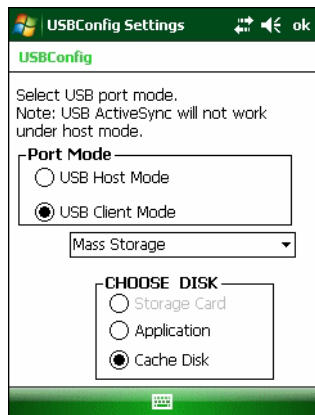 USBConfig Settings
ok
USBConfig
Select USB port mode.
Note: USB ActiveSync will not work
under host mode.
Port Mode
USB Host Mode
USB Client Mode
Mass Storage
CHOOSE DISK
Storage Card
Application
Cache Disk